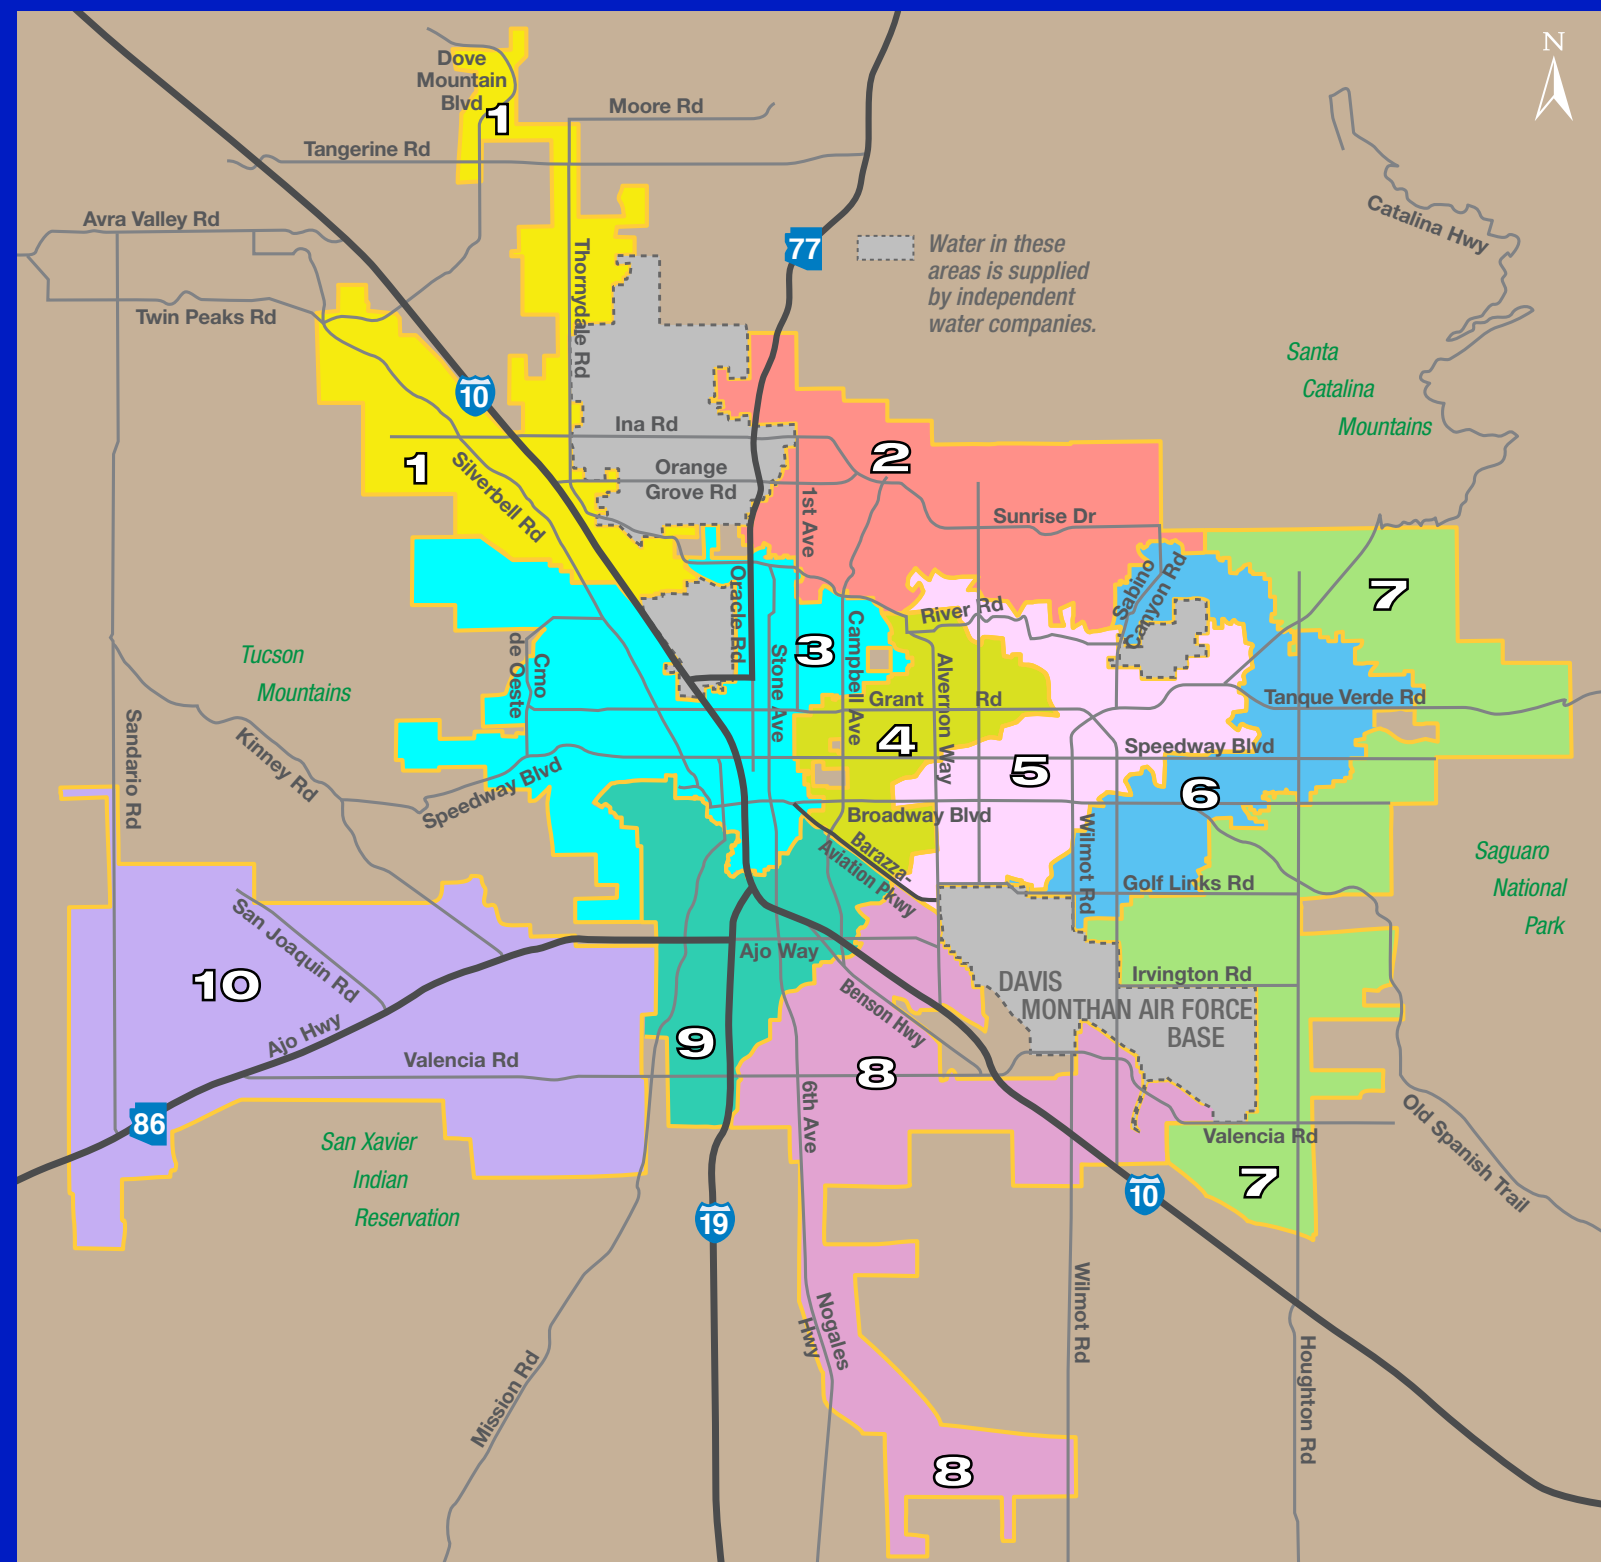 N
Dove
Mountain
Blvd
1
Moore Rd
Tangerine Rd
Avra Valley Rd
Twin Peaks Rd
Thornydale Rd
77
Water in these
areas is supplied
by independent
water companies.
Catalina Hwy
Santa
Catalina
Mountains
10
Ina Rd
Orange
Grove Rd
1
Silverbell Rd
2
1st Ave
Sunrise Dr
Sabino
Canyon Rd
7
River Rd
Oracle Rd
Stone Ave
3
Campbell Ave
Alvernon Way
Tucson
Mountains
Cmo
de Oeste
Grant Rd
Tanque Verde Rd
4
5
Speedway Blvd
6
Sandario Rd
Kinney Rd
Speedway Blvd
Broadway Blvd
Barazza-
Aviation Pkwy
Wilmot Rd
Golf Links Rd
Saguaro
National
Park
San Joaquin Rd
10
Ajo Way
Irvington Rd
DAVIS
MONTHAN AIR FORCE
BASE
Benson Hwy
Ajo Hwy
9
Valencia Rd
8
86
6th Ave
San Xavier
Indian
Reservation
Valencia Rd
Old Spanish Trail
7
10
19
Nogales
Hwy
Wilmot Rd
Mission Rd
Houghton Rd
8